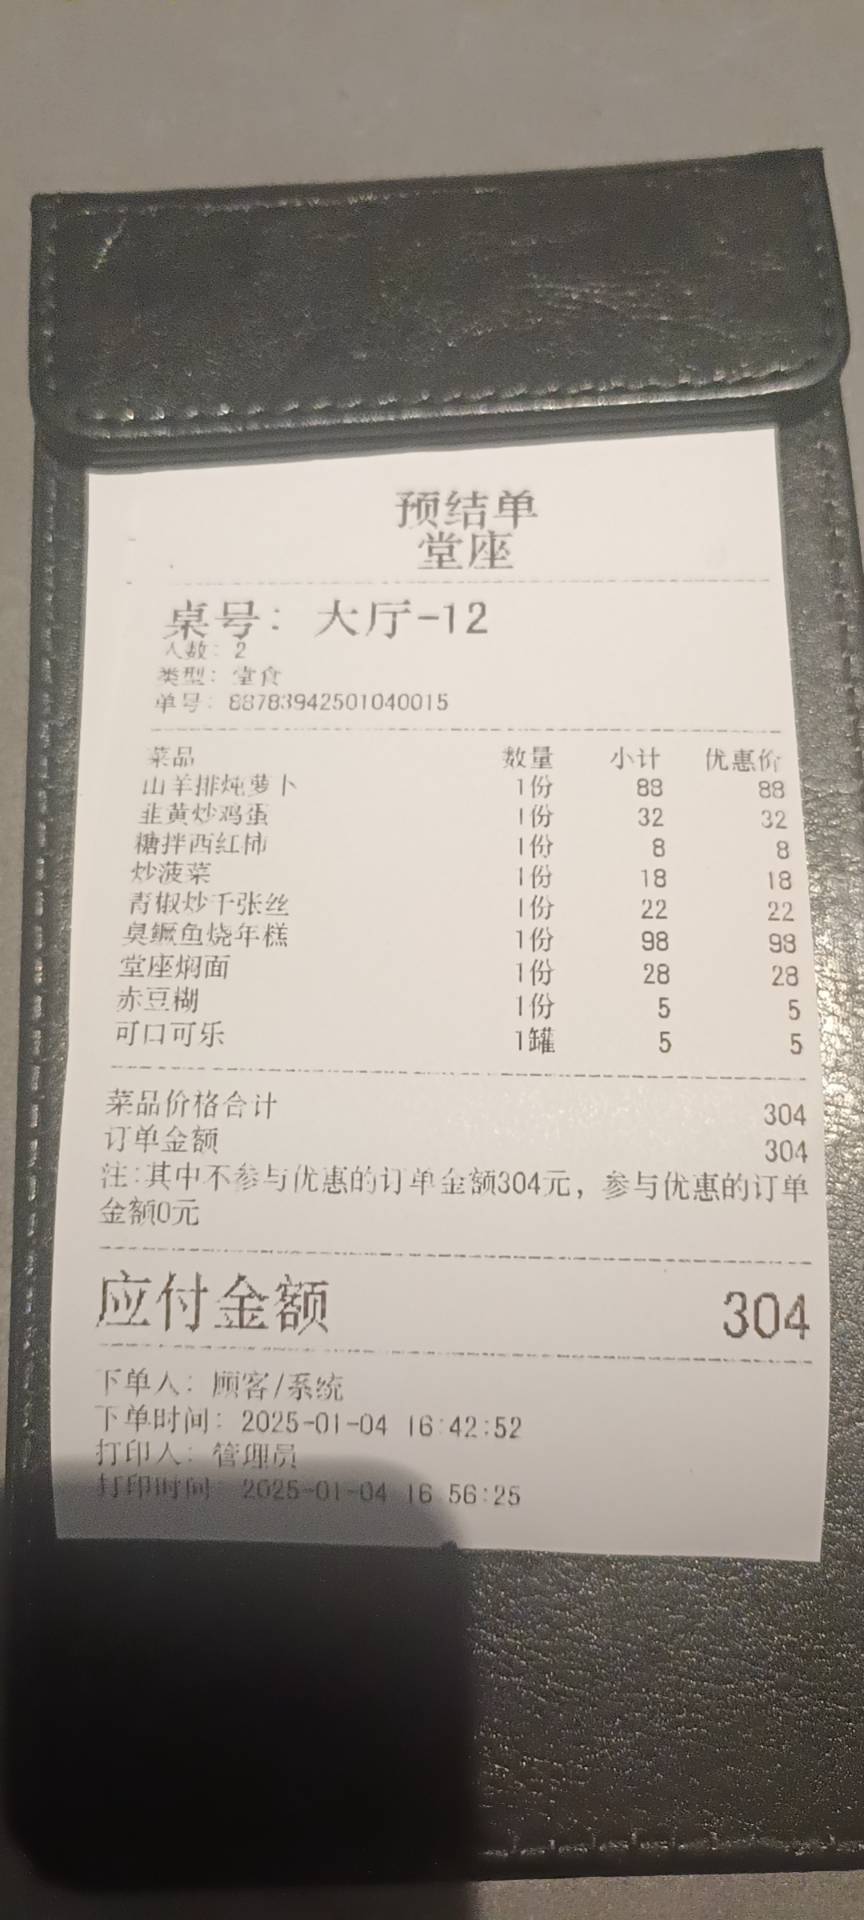 预结单
堂座
桌号: 大厅-12
人数: 2
类型: 堂食
单号: 887839425010​40015
菜品 数量 小计 优惠价
山羊排炖萝卜 1份 88 88
韭黄炒鸡蛋 1份 32 32
糖拌西红柿 1份 8 8
炒菠菜 1份 18 18
青椒炒千张丝 1份 22 22
臭鳜鱼烧年糕 1份 98 98
堂座焖面 1份 28 28
赤豆糊 1份 5 5
可口可乐 1罐 5 5
菜品价格合计 304
订单金额 304
注:其中不参与优惠的订单金额304元, 参与优惠的订单
金额0元
应付金额 304
下单人: 顾客/系统
下单时间: 2025-01-04 16:42:52
打印人: 管理员
打印时间: 2025-01-04 16:56:25